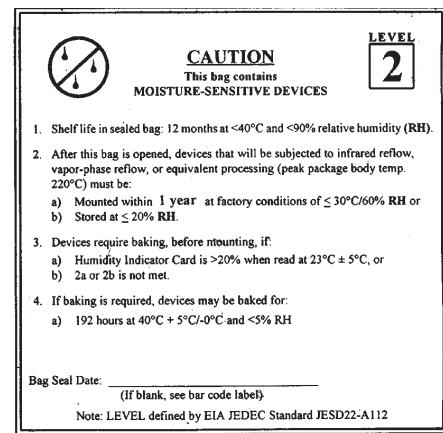 LEVEL
2
CAUTION
This bag contains
MOISTURE-SENSITIVE DEVICES
1. Shelf life in sealed bag: 12 months at <40°C and <90% relative humidity (RH).
2. After this bag is opened, devices that will be subjected to infrared reflow,
vapor-phase reflow, or equivalent processing (peak package body temp.
220°C) must be:
a) Mounted within 1 year at factory conditions of ≤ 30°C/60% RH or
b) Stored at ≤ 20% RH.
3. Devices require baking, before mounting, if:
a) Humidity Indicator Card is >20% when read at 23°C ± 5°C, or
b) 2a or 2b is not met.
4. If baking is required, devices may be baked for:
a) 192 hours at 40°C + 5°C/-0°C and <5% RH
Bag Seal Date:
(If blank, see bar code label)
Note: LEVEL defined by EIA JEDEC Standard JESD22-A112